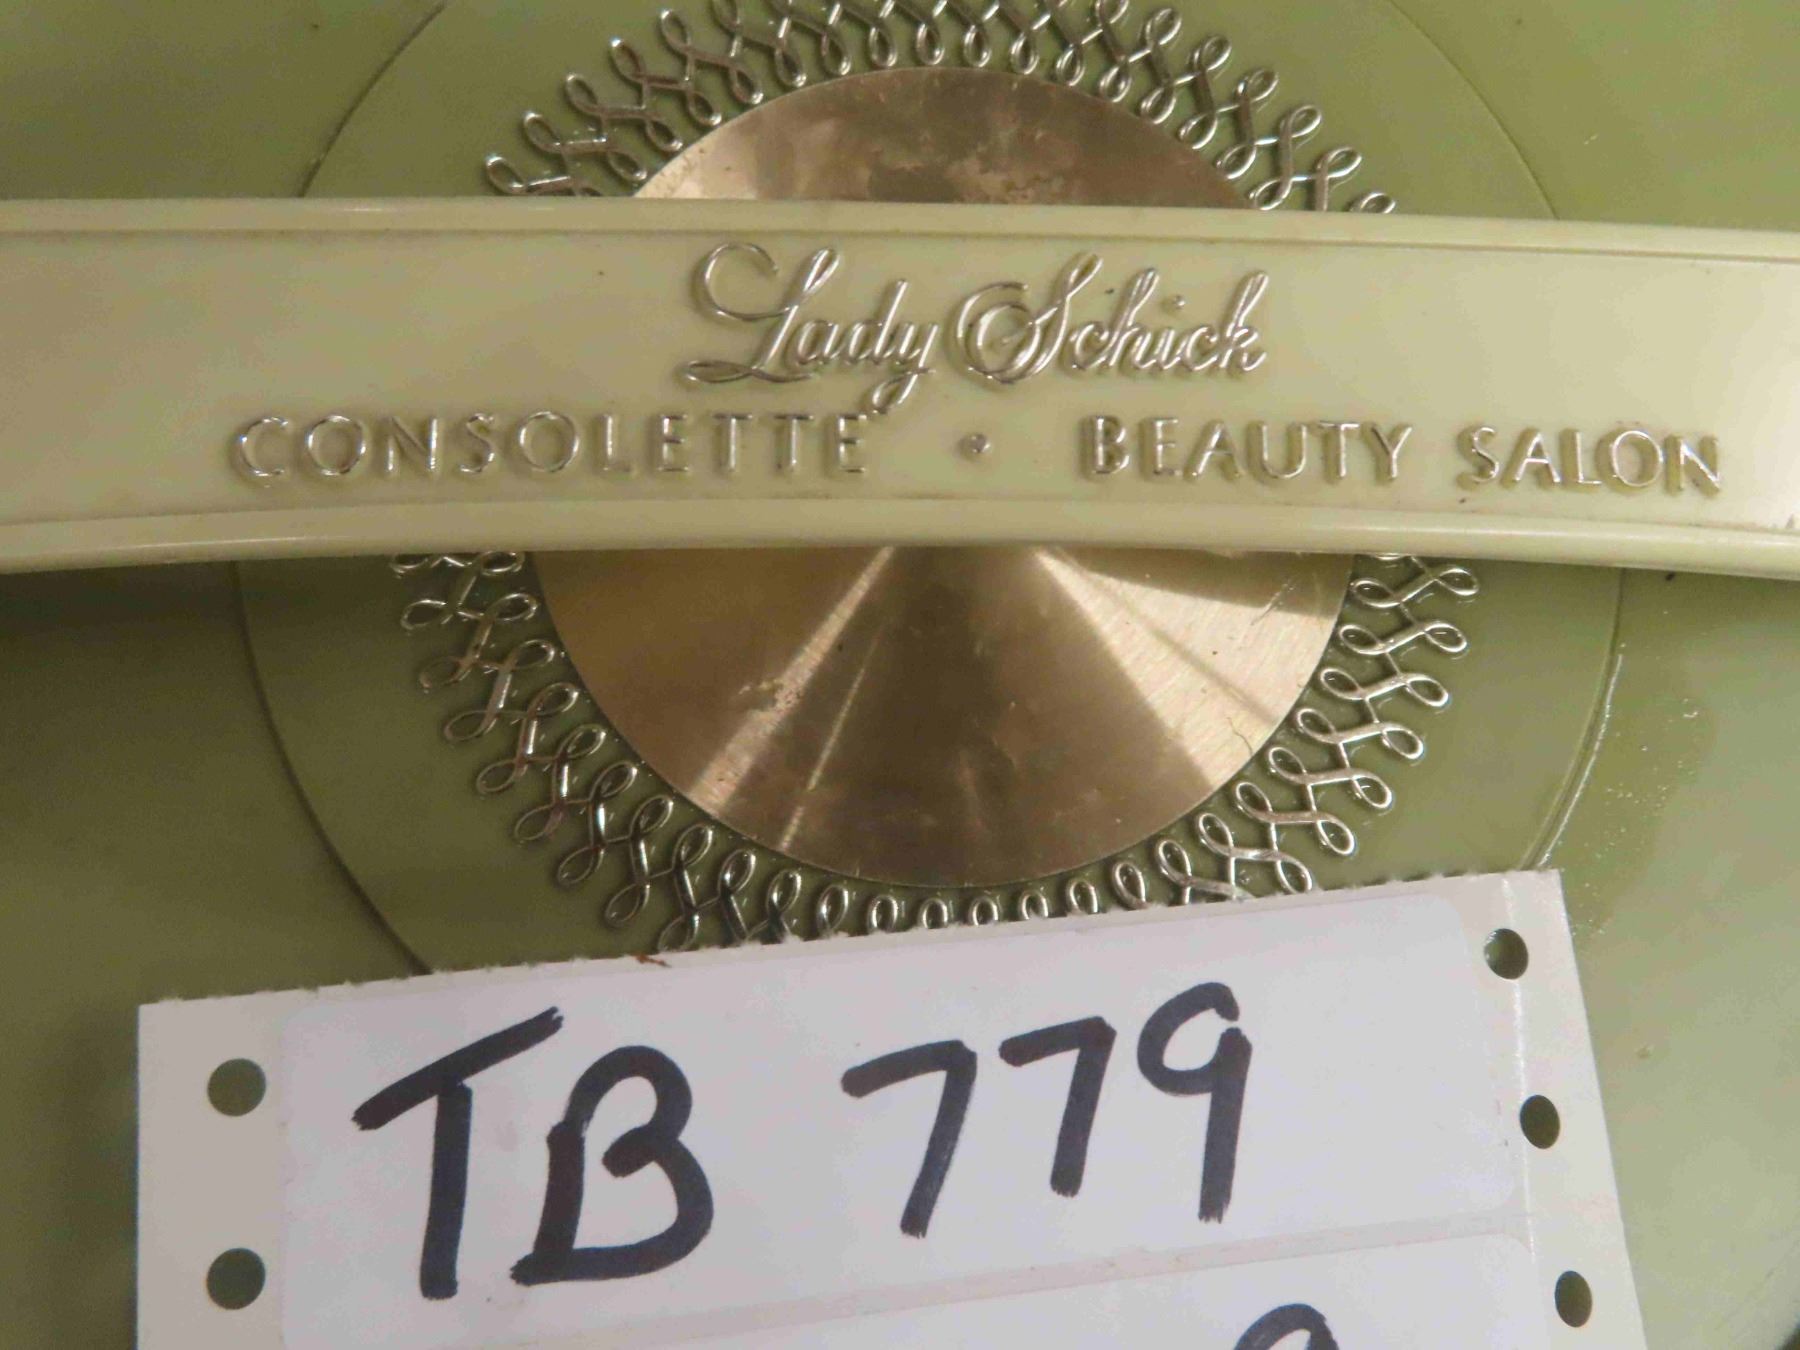 Lady Schick
CONSOLETTE • BEAUTY SALON
TB 779